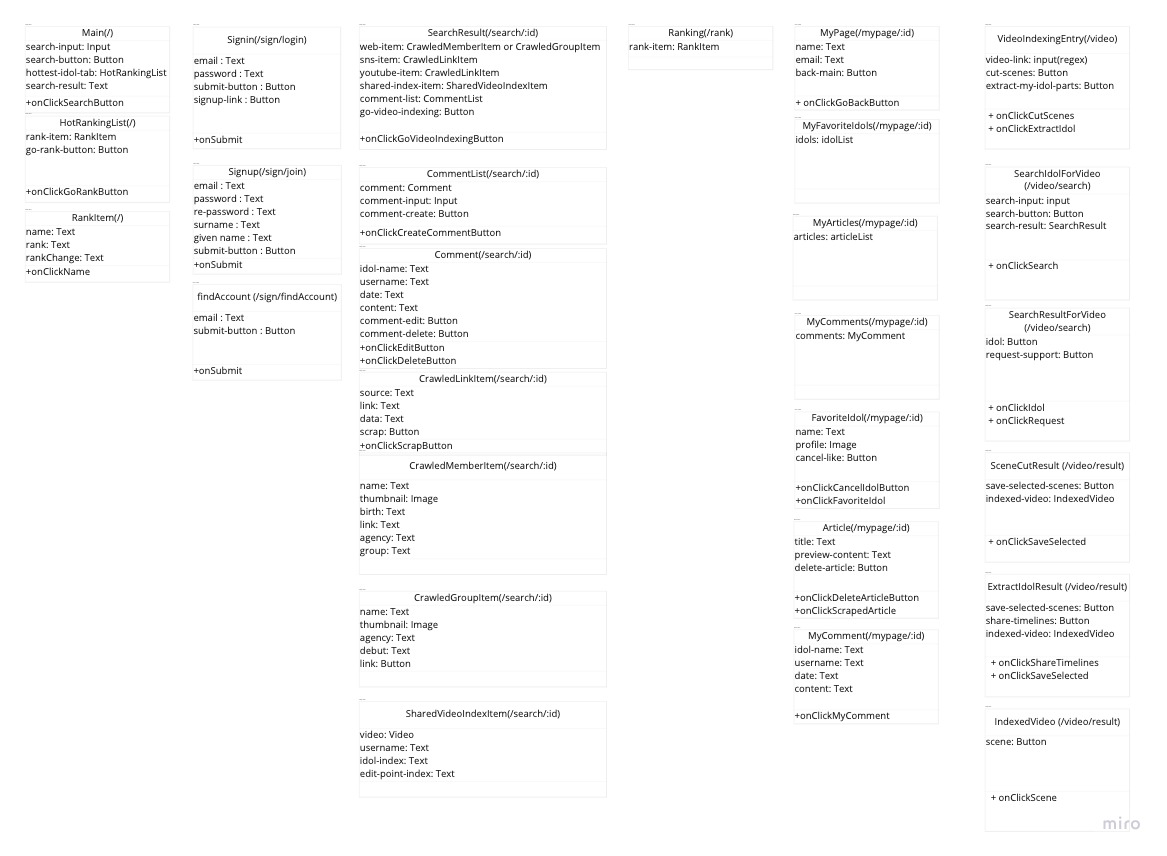 Main(/)
search-input: Input
search-button: Button
hottest-idol-tab: HotRankingList
search-result: Text
+onClickSearchButton
HotRankingList(/)
rank-item: RankItem
go-rank-button: Button
+onClickGoRankButton
RankItem(/)
name: Text
rank: Text
rankChange: Text
+onClickName
Signin(/sign/login)
email : Text
password : Text
submit-button : Button
signup-link : Button
+onSubmit
Signup(/sign/join)
email : Text
password : Text
re-password : Text
surname : Text
given name : Text
submit-button : Button
+onSubmit
findAccount (/sign/findAccount)
email : Text
submit-button : Button
+onSubmit
SearchResult(/search/:id)
web-item: CrawledMemberItem or CrawledGroupItem
sns-item: CrawledLinkItem
youtube-item: CrawledLinkItem
shared-index-item: SharedVideoIndexItem
comment-list: CommentList
go-video-indexing: Button
+onClickGoVideoIndexingButton
CommentList(/search/:id)
comment: Comment
comment-input: Input
comment-create: Button
+onClickCreateCommentButton
Comment(/search/:id)
idol-name: Text
username: Text
date: Text
content: Text
comment-edit: Button
comment-delete: Button
+onClickEditButton
+onClickDeleteButton
CrawledLinkItem(/search/:id)
source: Text
link: Text
data: Text
scrap: Button
+onClickScrapButton
CrawledMemberItem(/search/:id)
name: Text
thumbnail: Image
birth: Text
link: Text
agency: Text
group: Text
CrawledGroupItem(/search/:id)
name: Text
thumbnail: Image
agency: Text
debut: Text
link: Button
SharedVideoIndexItem(/search/:id)
video: Video
username: Text
idol-index: Text
edit-point-index: Text
Ranking(/rank)
rank-item: RankItem
MyPage(/mypage/:id)
name: Text
email: Text
back-main: Button
+ onClickGoBackButton
MyFavoriteIdols(/mypage/:id)
idols: idolList
MyArticles(/mypage/:id)
articles: articleList
MyComments(/mypage/:id)
comments: MyComment
FavoriteIdol(/mypage/:id)
name: Text
profile: Image
cancel-like: Button
+onClickCancelIdolButton
+onClickFavoriteIdol
Article(/mypage/:id)
title: Text
preview-content: Text
delete-article: Button
+onClickDeleteArticleButton
+onClickScrapedArticle
MyComment(/mypage/:id)
idol-name: Text
username: Text
date: Text
content: Text
+onClickMyComment
VideoIndexingEntry(/video)
video-link: input(regex)
cut-scenes: Button
extract-my-idol-parts: Button
+ onClickCutScenes
+ onClickExtractIdol
SearchIdolForVideo
(/video/search)
search-input: input
search-button: Button
search-result: SearchResult
+ onClickSearch
SearchResultForVideo
(/video/search)
idol: Button
request-support: Button
+ onClickIdol
+ onClickRequest
SceneCutResult (/video/result)
save-selected-scenes: Button
indexed-video: IndexedVideo
+ onClickSaveSelected
ExtractIdolResult (/video/result)
save-selected-scenes: Button
share-timelines: Button
indexed-video: IndexedVideo
+ onClickShareTimelines
+ onClickSaveSelected
IndexedVideo (/video/result)
scene: Button
+ onClickScene
miro